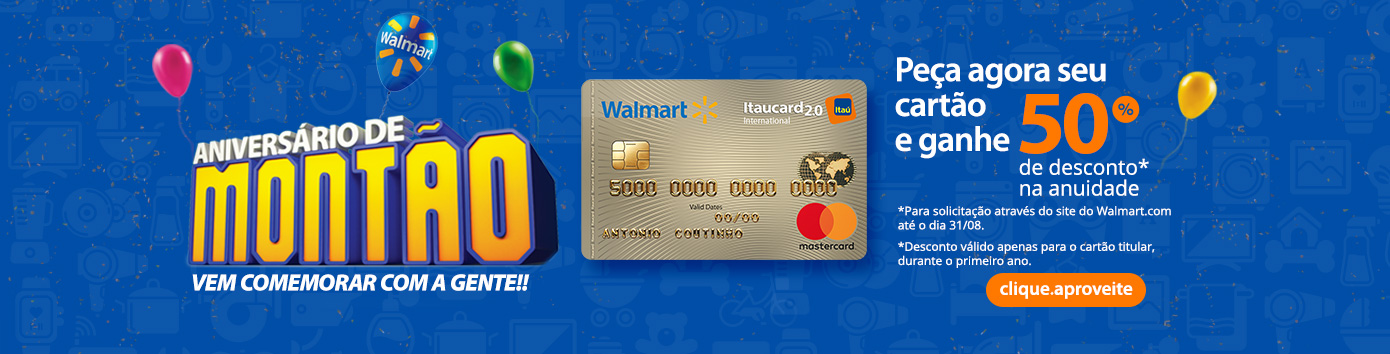 Walmart
ANIVERSÁRIO DE
MONTÃO
VEM COMEMORAR COM A GENTE!!
Walmart
Itaucard 2.0
International
Itaú
5000 0000 0000 0000
Valid Dates
00/00
ANTONIO COUTINHO
mastercard
Peça agora seu
cartão
e ganhe 50%
de desconto*
na anuidade
*Para solicitação através do site do Walmart.com
até o dia 31/08.
*Desconto válido apenas para o cartão titular,
durante o primeiro ano.
clique.aproveite